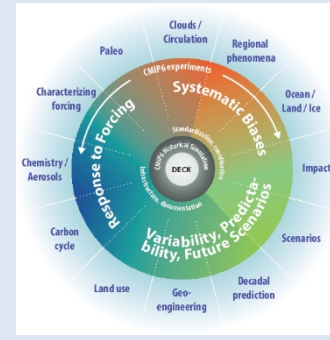 Clouds /
Circulation
Regional
phenomena
Ocean /
Land / Ice
Impact
Scenarios
Decadal
prediction
Geo-
engineering
Land use
Carbon
cycle
Chemistry /
Aerosols
Characterizing
forcing
Paleo
CMIP6 experiments
Systematic Biases
Response to Forcing
Variability, Predicta-
bility, Future Scenarios
Standardization, coordination
Infrastructure, documentation
CMIP6 Historical Simulation
DECK